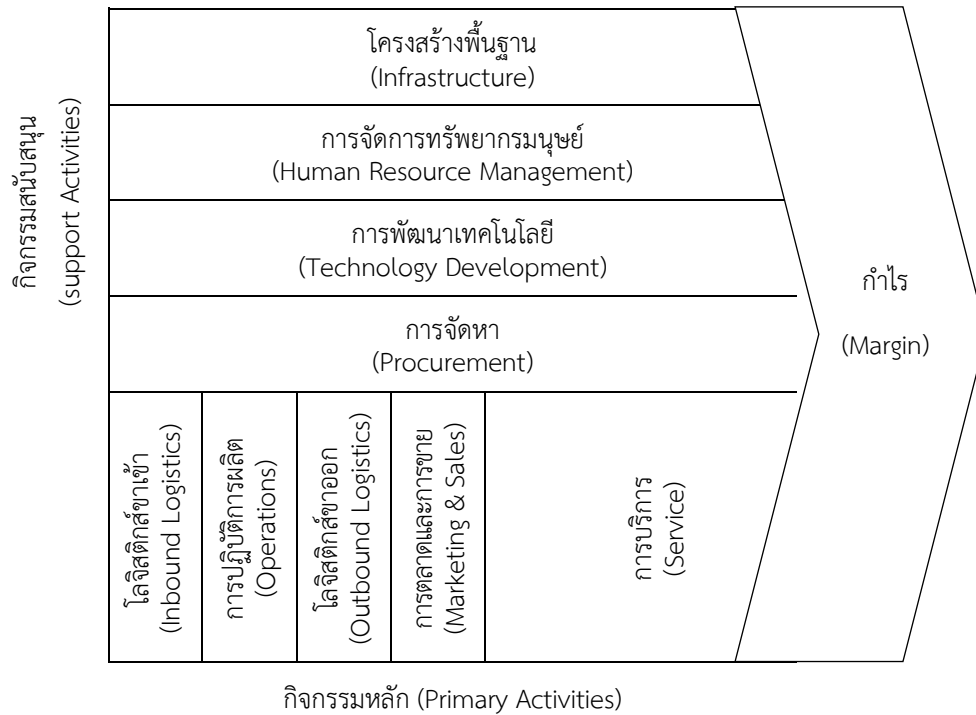 โครงสร้างพื้นฐาน
(Infrastructure)
การจัดการทรัพยากรมนุษย์
(Human Resource Management)
การพัฒนาเทคโนโลยี
(Technology Development)
การจัดหา
(Procurement)
กิจกรรมสนับสนุน
(support Activities)
กำไร
(Margin)
โลจิสติกส์ขาเข้า
(Inbound Logistics)
การปฏิบัติการผลิต
(Operations)
โลจิสติกส์ขาออก
(Outbound Logistics)
การตลาดและการขาย
(Marketing & Sales)
การบริการ
(Service)
กิจกรรมหลัก (Primary Activities)